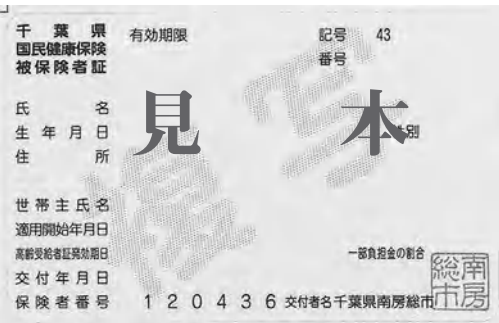 千葉県 有効期限 記号 43
国民健康保険
被保険者証 番号
氏名
生年月日 別
住所
見本
複写
世帯主氏名
適用開始年月日
高齢受給者証発効期日
一部負担金の割合
交付年月日
保険者番号 120436 交付者名 千葉県南房総市
南房総市